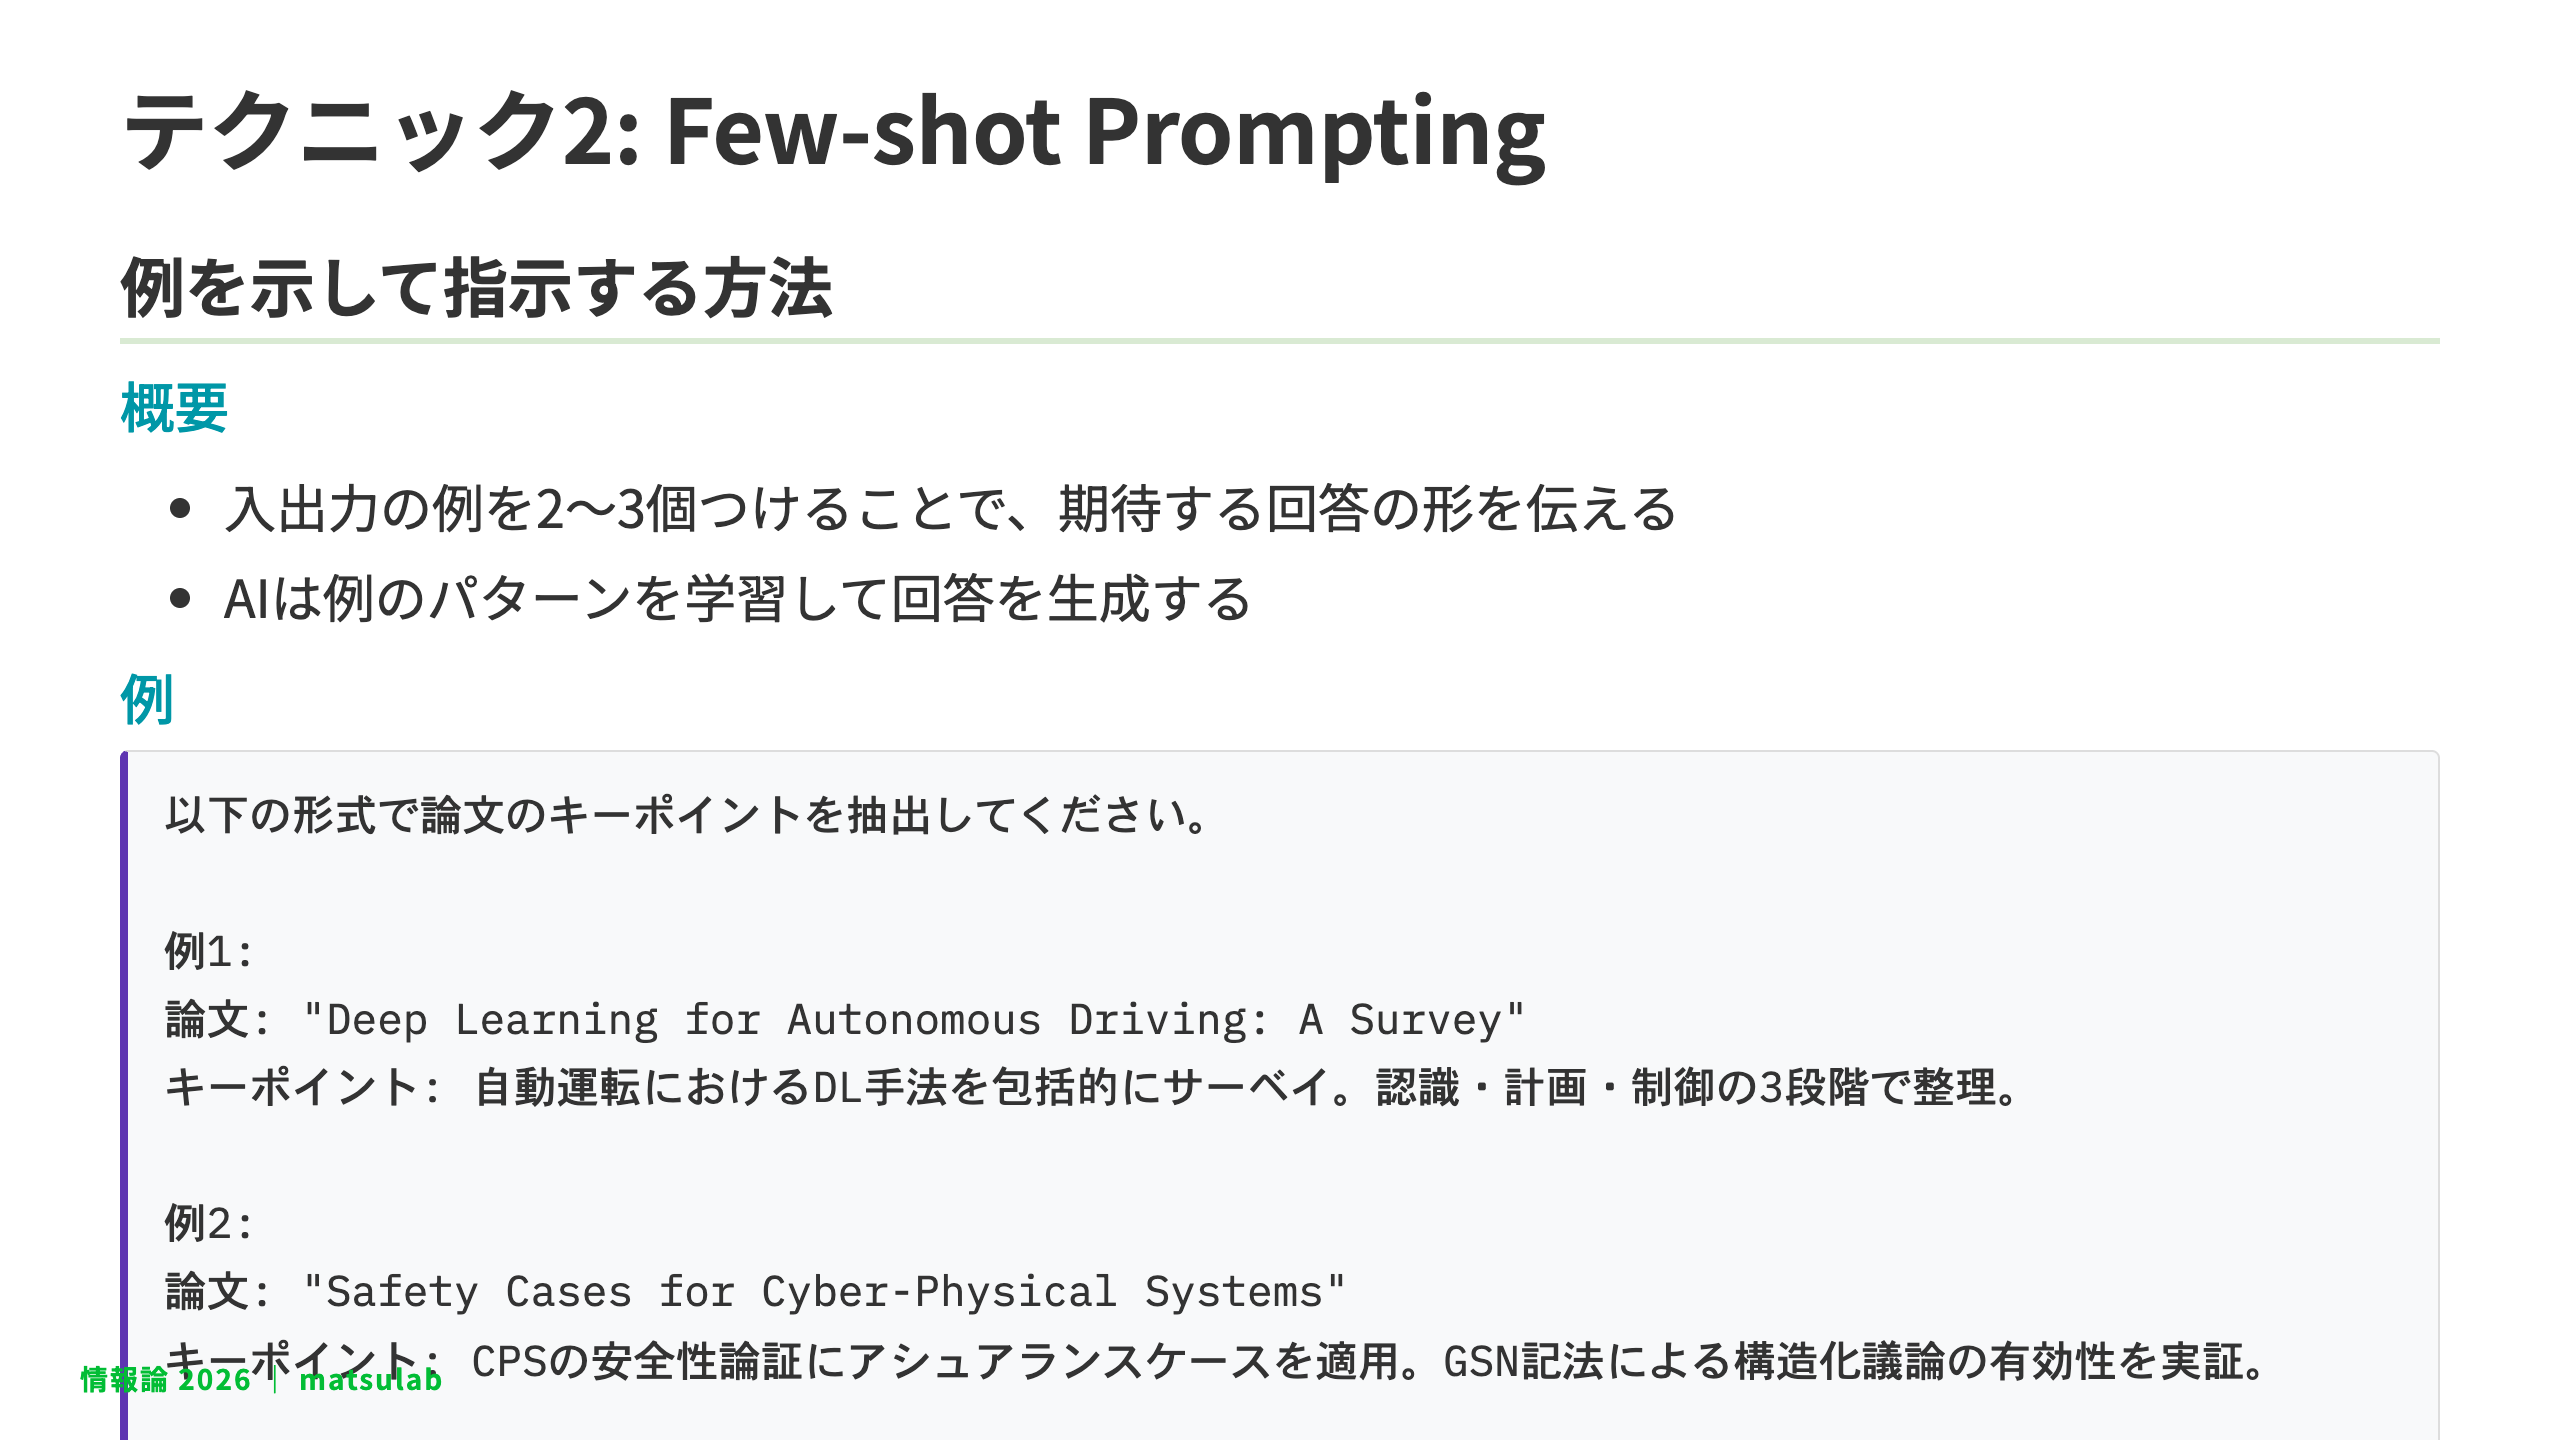 テクニック2: Few-shot Prompting
例を示して指示する方法
概要
入出力の例を2〜3個つけることで、期待する回答の形を伝える
AIは例のパターンを学習して回答を生成する
例
以下の形式で論文のキーポイントを抽出してください。
例1:
論文: "Deep Learning for Autonomous Driving: A Survey"
キーポイント: 自動運転におけるDL手法を包括的にサーベイ。認識・計画・制御の3段階で整理。
例2:
論文: "Safety Cases for Cyber-Physical Systems"
キーポイント: CPSの安全性論証にアシュアランスケースを適用。GSN記法による構造化議論の有効性を実証。
情報論 2026 ｜ matsulab